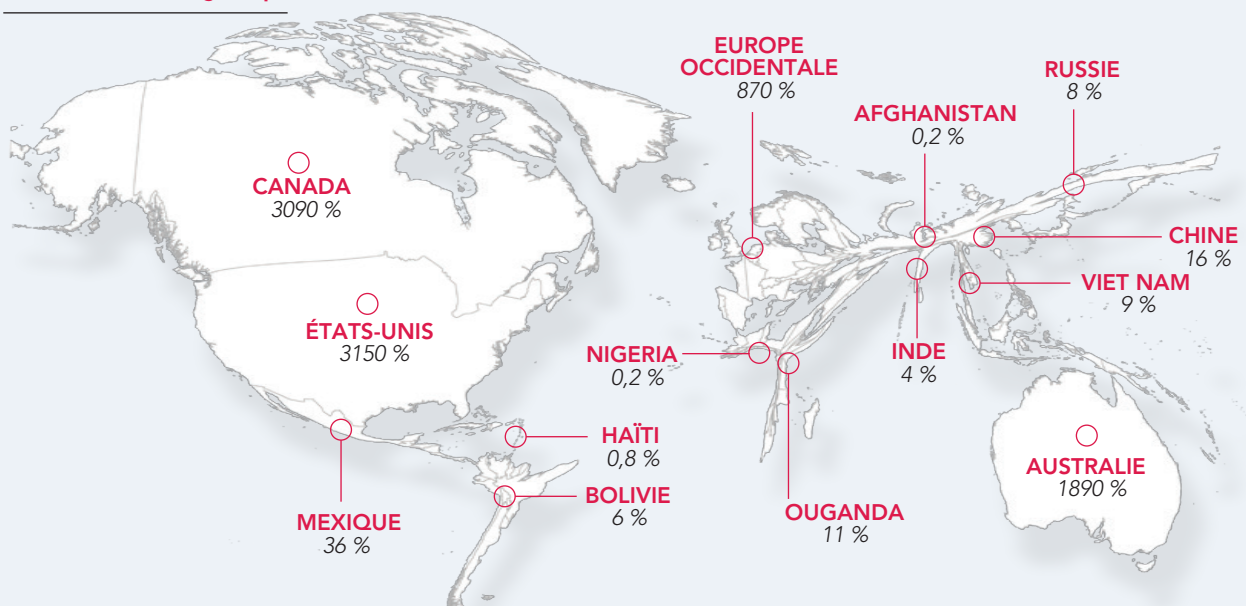 EUROPE
OCCIDENTALE
870 %
RUSSIE
8 %
AFGHANISTAN
0,2 %
CANADA
3090 %
CHINE
16 %
VIET NAM
9 %
ÉTATS-UNIS
3150 %
NIGERIA
0,2 %
INDE
4 %
HAÏTI
0,8 %
AUSTRALIE
1890 %
BOLIVIE
6 %
OUGANDA
11 %
MEXIQUE
36 %